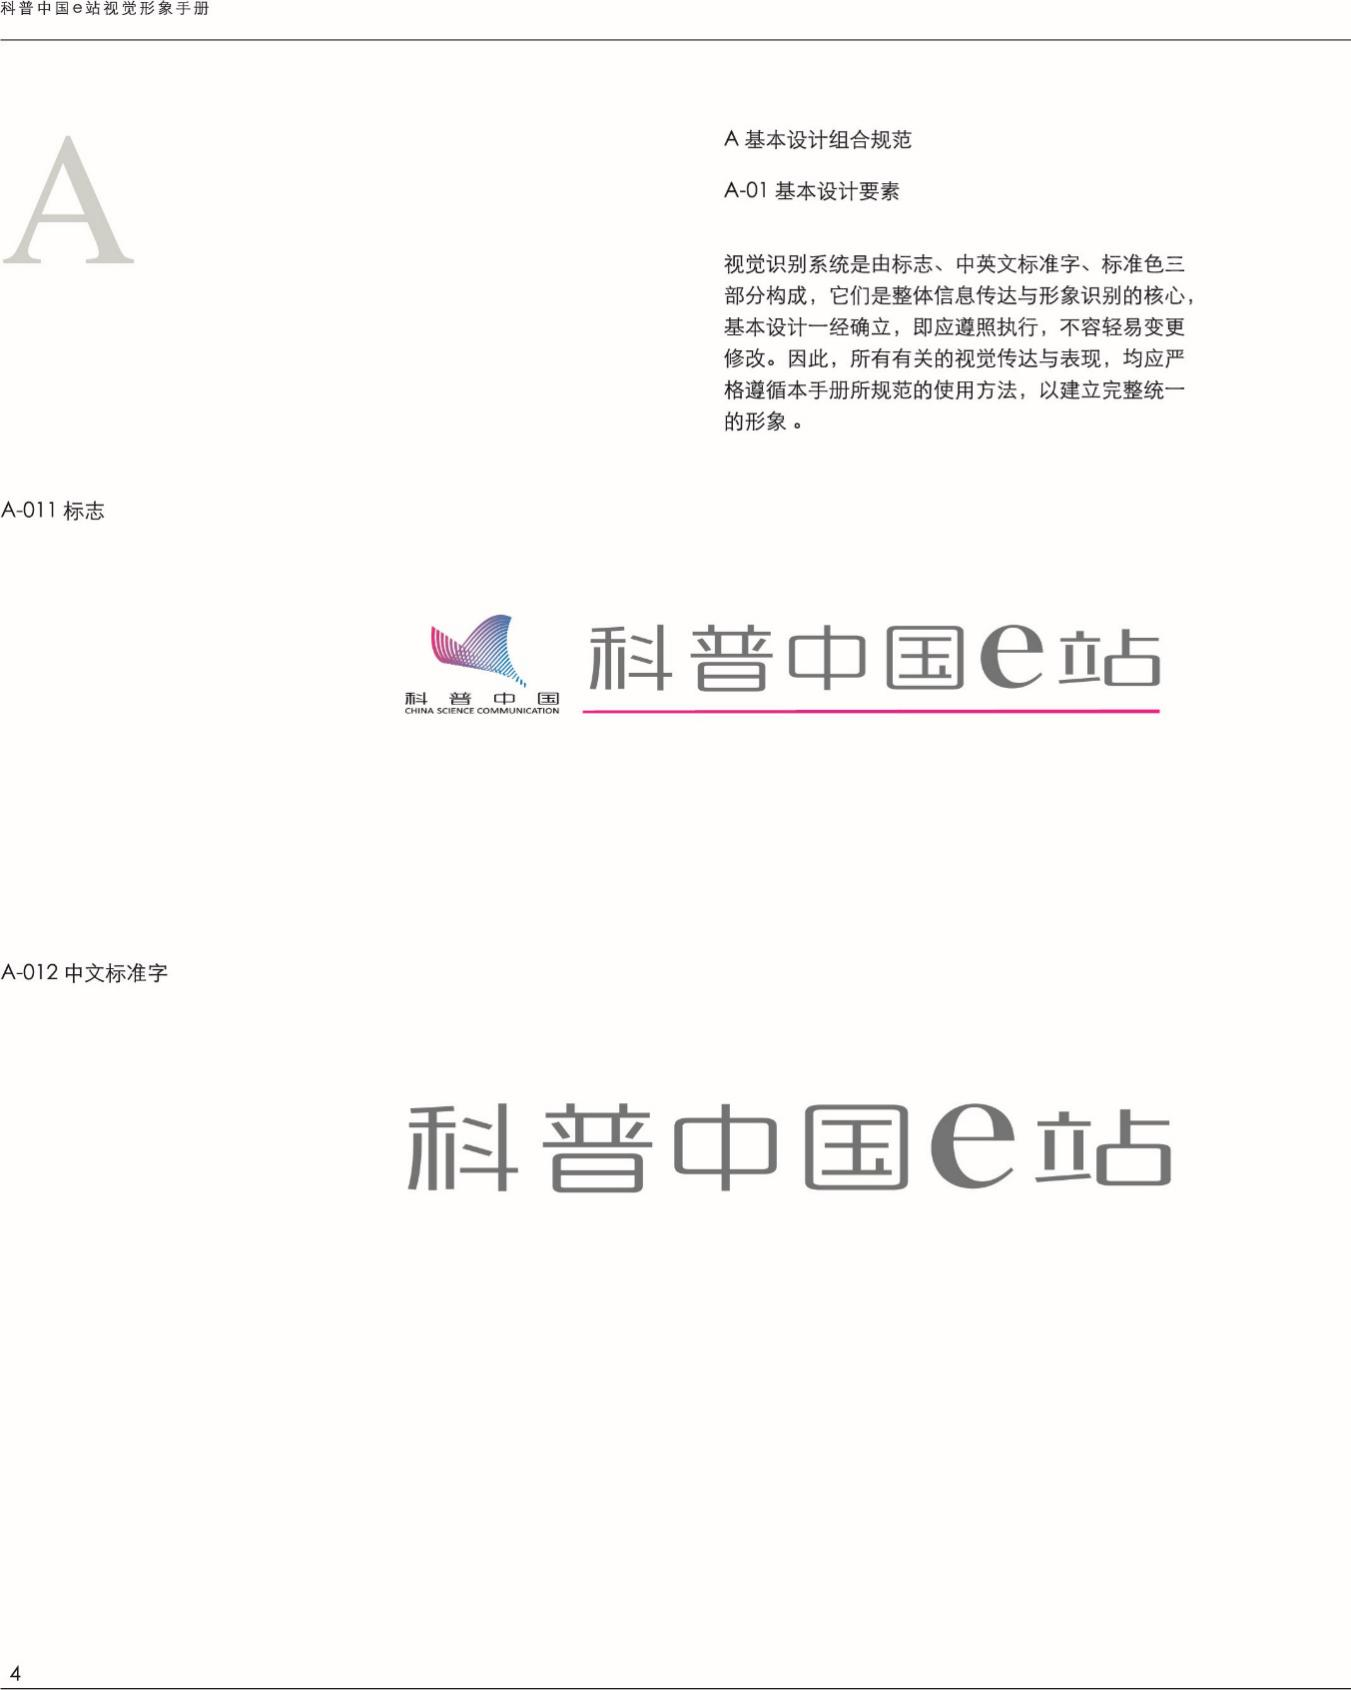 科普中国e站视觉形象手册
A
A 基本设计组合规范
A-01 基本设计要素
视觉识别系统是由标志、中英文标准字、标准色三
部分构成，它们是整体信息传达与形象识别的核心，
基本设计一经确立，即应遵照执行，不容轻易变更
修改。因此，所有有关的视觉传达与表现，均应严
格遵循本手册所规范的使用方法，以建立完整统一
的形象 。
A-011 标志
科普中国
CHINA SCIENCE COMMUNICATION
科普中国e站
A-012 中文标准字
科普中国e站
4